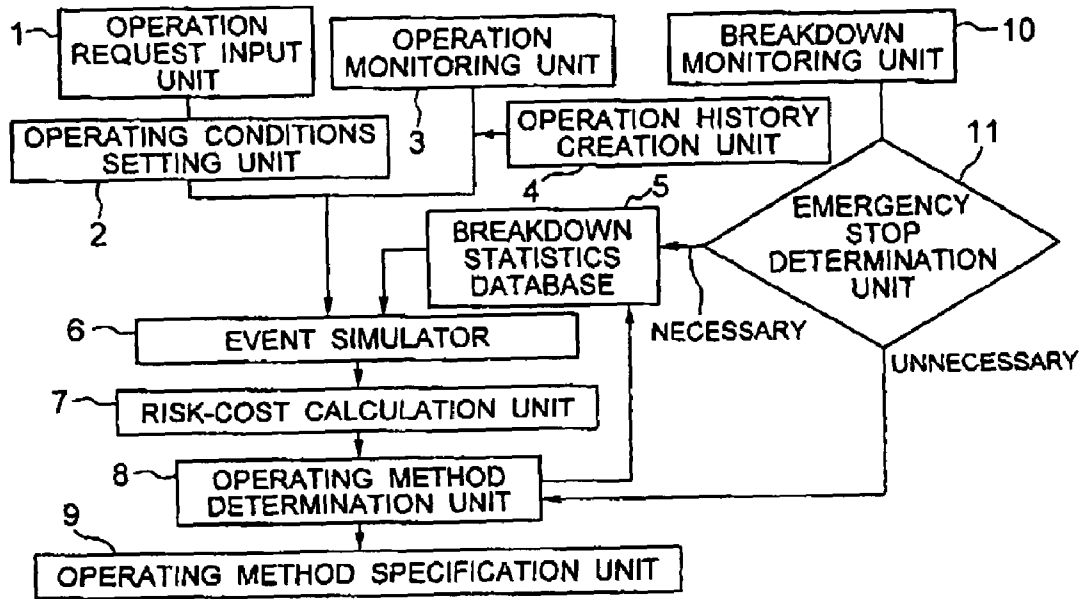 1
OPERATION
REQUEST INPUT
UNIT
OPERATION
MONITORING UNIT
3
BREAKDOWN
MONITORING UNIT
10
OPERATING CONDITIONS
SETTING UNIT
2
OPERATION HISTORY
CREATION UNIT
4
11
EMERGENCY
STOP
DETERMINATION
UNIT
5
BREAKDOWN
STATISTICS
DATABASE
NECESSARY
UNNECESSARY
6
EVENT SIMULATOR
7
RISK-COST CALCULATION UNIT
8
OPERATING METHOD
DETERMINATION UNIT
9
OPERATING METHOD SPECIFICATION UNIT